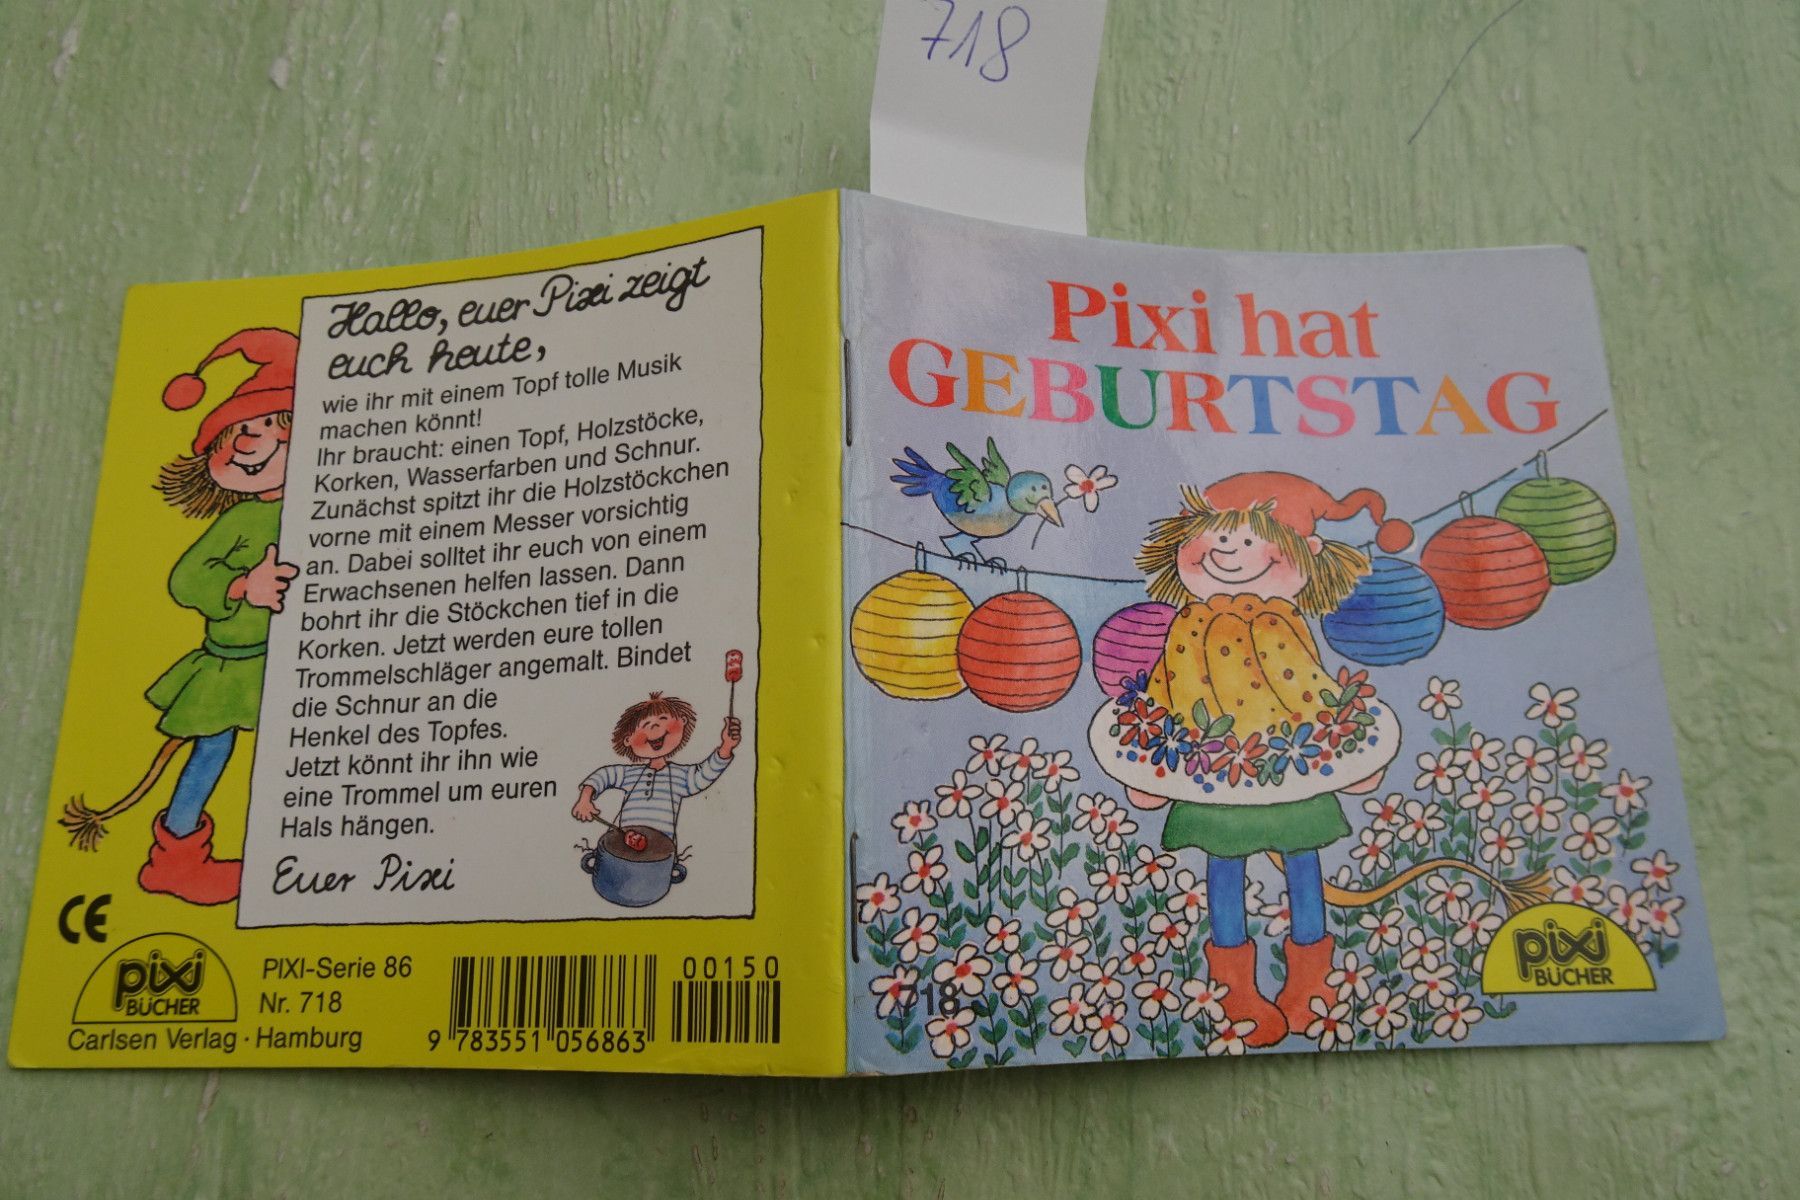 718
Hallo, euer Pixi zeigt
euch heute,
wie ihr mit einem Topf tolle Musik
machen könnt!
Ihr braucht: einen Topf, Holzstöcke,
Korken, Wasserfarben und Schnur.
Zunächst spitzt ihr die Holzstöckchen
vorne mit einem Messer vorsichtig
an. Dabei solltet ihr euch von einem
Erwachsenen helfen lassen. Dann
bohrt ihr die Stöckchen tief in die
Korken. Jetzt werden eure tollen
Trommelschläger angemalt. Bindet
die Schnur an die
Henkel des Topfes.
Jetzt könnt ihr ihn wie
eine Trommel um euren
Hals hängen.
Euer Pixi
CE
pixi
BÜCHER
PIXI-Serie 86
Nr. 718
Carlsen Verlag · Hamburg
9 783551 056863
00150
Pixi hat
GEBURTSTAG
718
pixi
BÜCHER